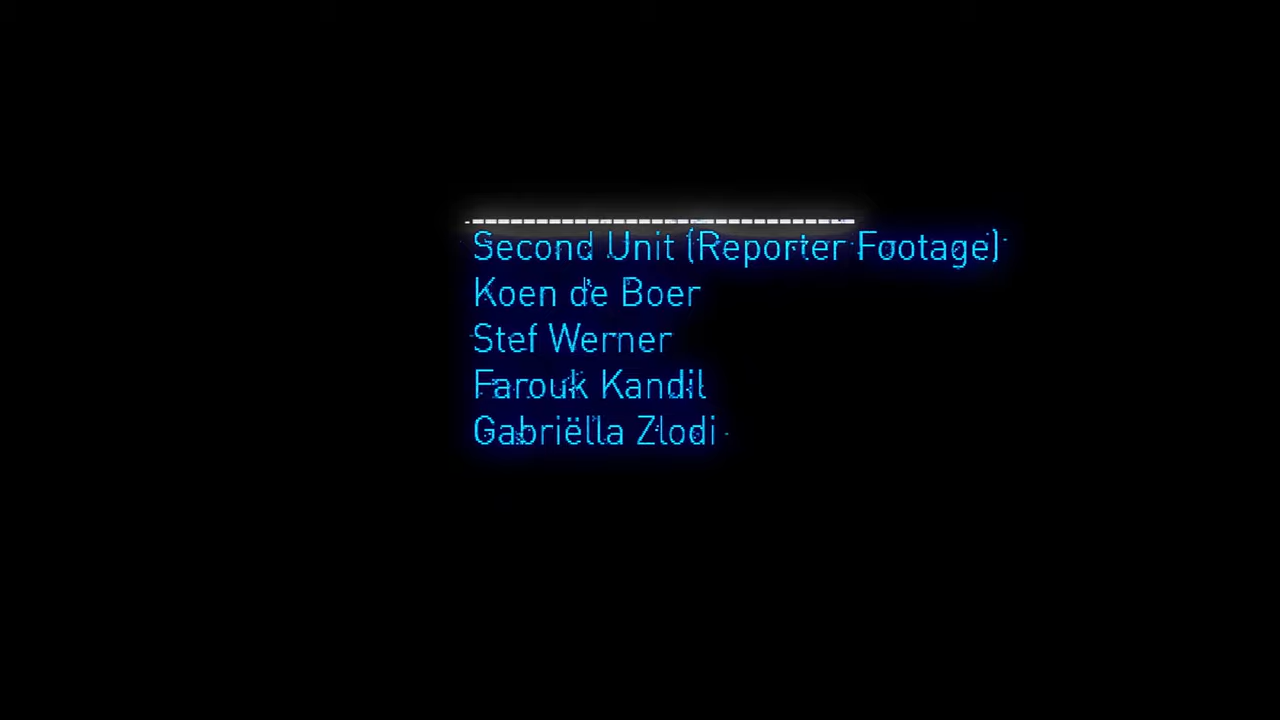 Second Unit (Reporter Footage)
Koen de Boer
Stef Werner
Farouk Kandil
Gabriëlla Zlodi